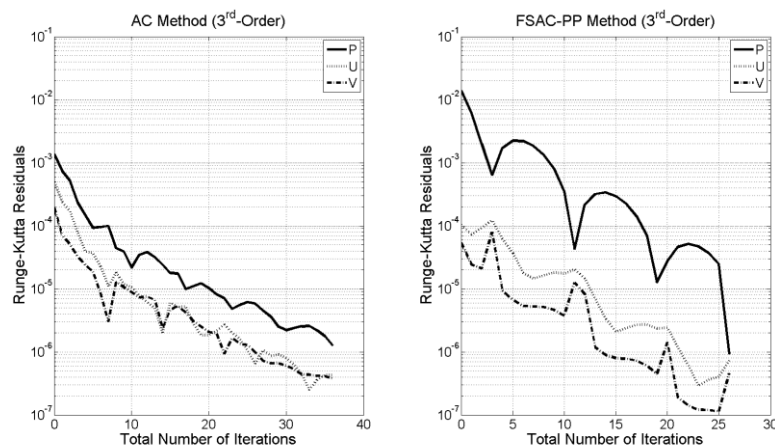 AC Method (3rd-Order)
10^-1
10^-2
10^-3
10^-4
10^-5
10^-6
10^-7
Runge-Kutta Residuals
0 10 20 30 40
Total Number of Iterations
P
U
V
FSAC-PP Method (3rd-Order)
10^-1
10^-2
10^-3
10^-4
10^-5
10^-6
10^-7
Runge-Kutta Residuals
0 5 10 15 20 25 30
Total Number of Iterations
P
U
V